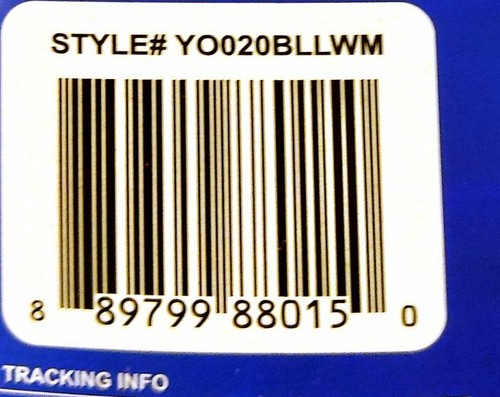 STYLE# YO020BLLWM
8 89799 88015 0
TRACKING INFO